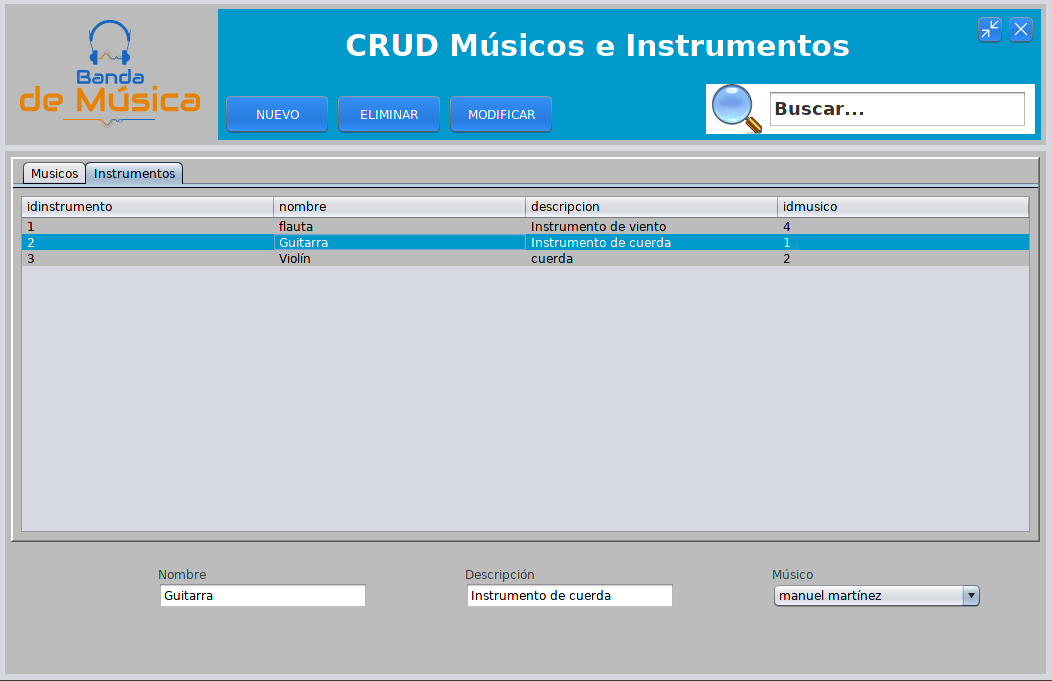 Banda
de Música
CRUD Músicos e Instrumentos
NUEVO ELIMINAR MODIFICAR
Buscar...
Musicos Instrumentos
idinstrumento nombre descripcion idmusico
1 flauta Instrumento de viento 4
2 Guitarra Instrumento de cuerda 1
3 Violín cuerda 2
Nombre Descripción Músico
Guitarra Instrumento de cuerda manuel martínez